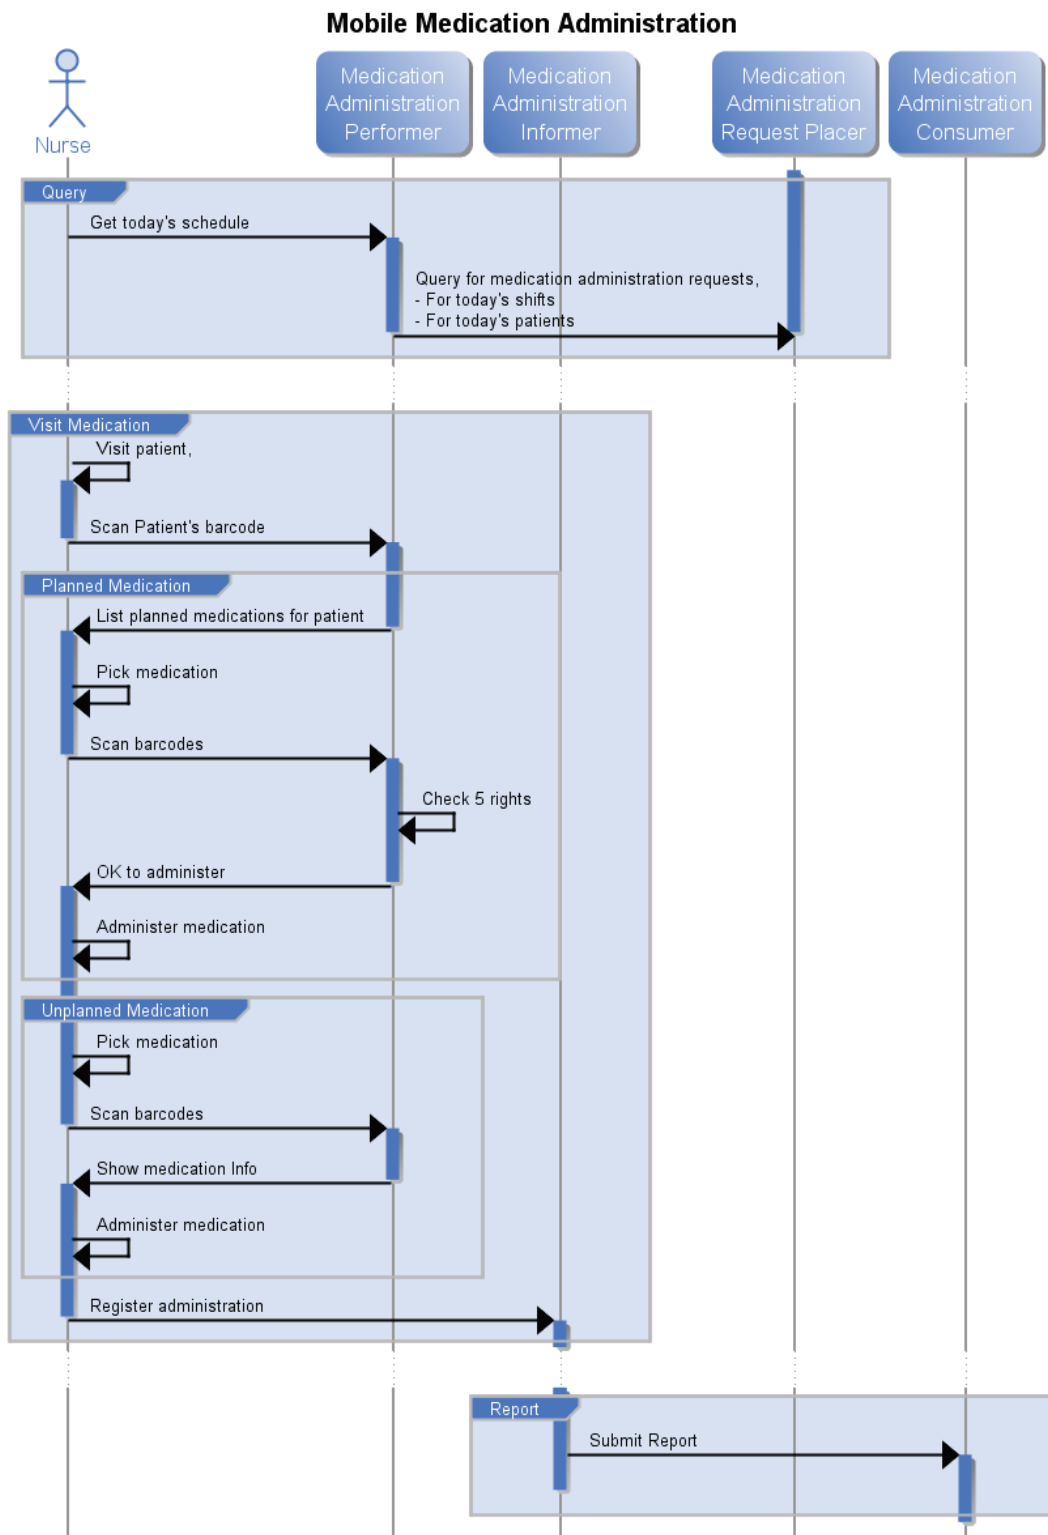 Mobile Medication Administration
Nurse
Medication
Administration
Performer
Medication
Administration
Informer
Medication
Administration
Request Placer
Medication
Administration
Consumer
Query
Get today's schedule
Query for medication administration requests,
- For today's shifts
- For today's patients
Visit Medication
Visit patient,
Scan Patient's barcode
Planned Medication
List planned medications for patient
Pick medication
Scan barcodes
Check 5 rights
OK to administer
Administer medication
Unplanned Medication
Pick medication
Scan barcodes
Show medication Info
Administer medication
Register administration
Report
Submit Report